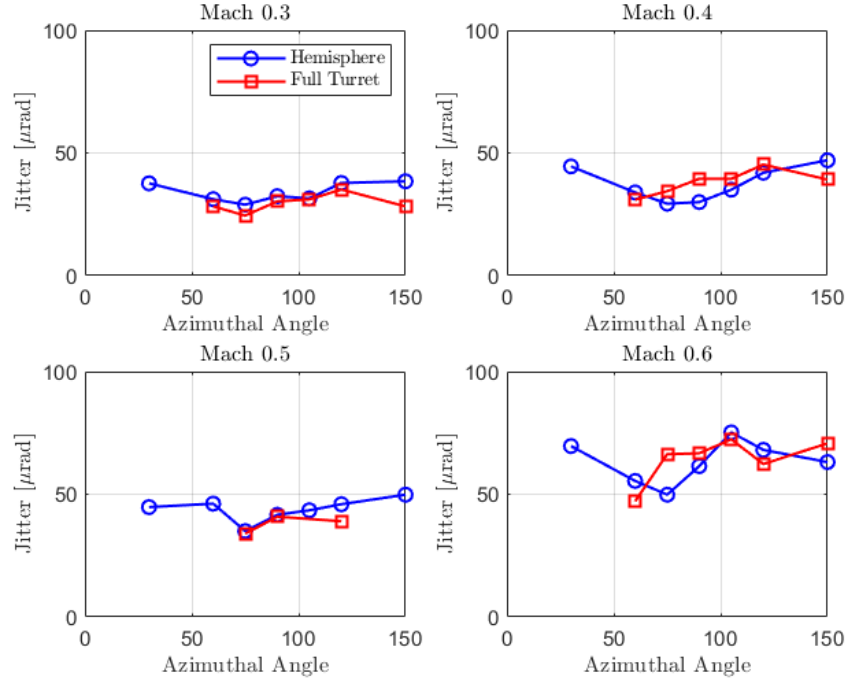 Mach 0.3
100
50
0
0 50 100 150
Jitter [μrad]
Azimuthal Angle
Hemisphere
Full Turret
Mach 0.4
100
50
0
0 50 100 150
Jitter [μrad]
Azimuthal Angle
Mach 0.5
100
50
0
0 50 100 150
Jitter [μrad]
Azimuthal Angle
Mach 0.6
100
50
0
0 50 100 150
Jitter [μrad]
Azimuthal Angle